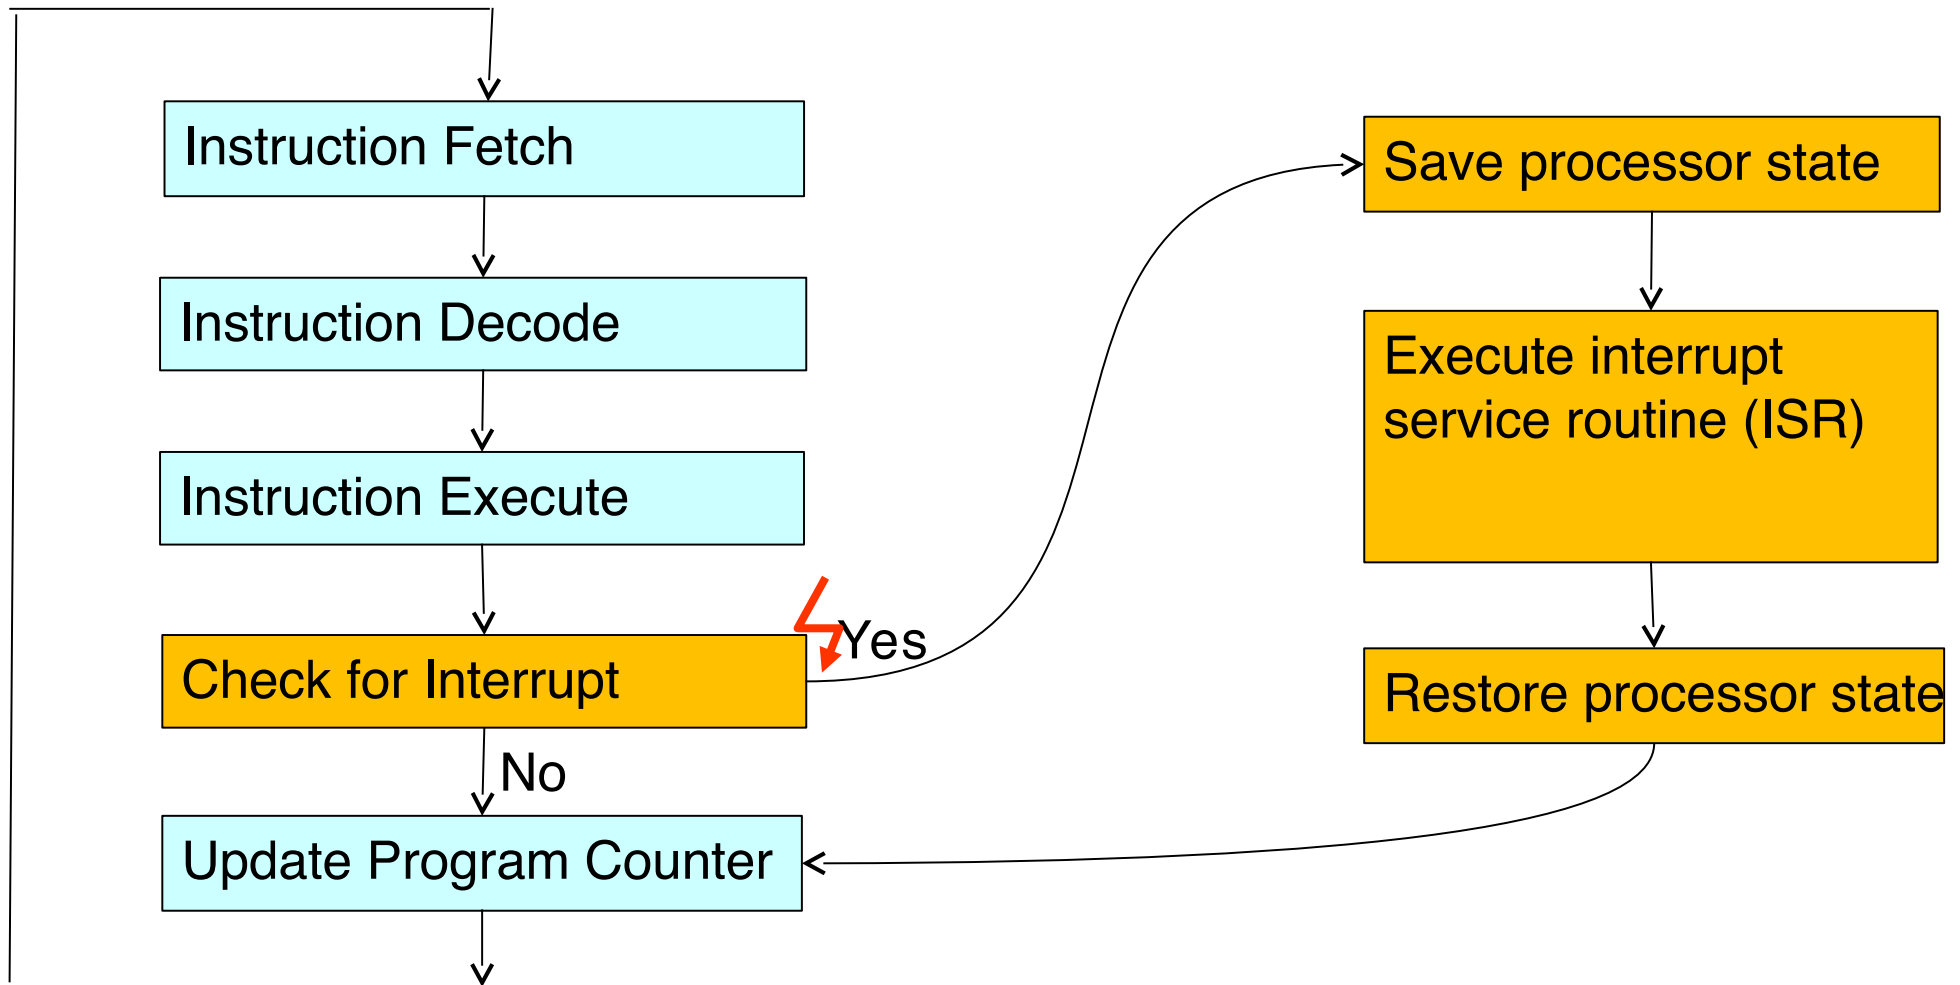 Instruction Fetch
Instruction Decode
Instruction Execute
Yes
Check for Interrupt
No
Update Program Counter
Save processor state
Execute interrupt
service routine (ISR)
Restore processor state